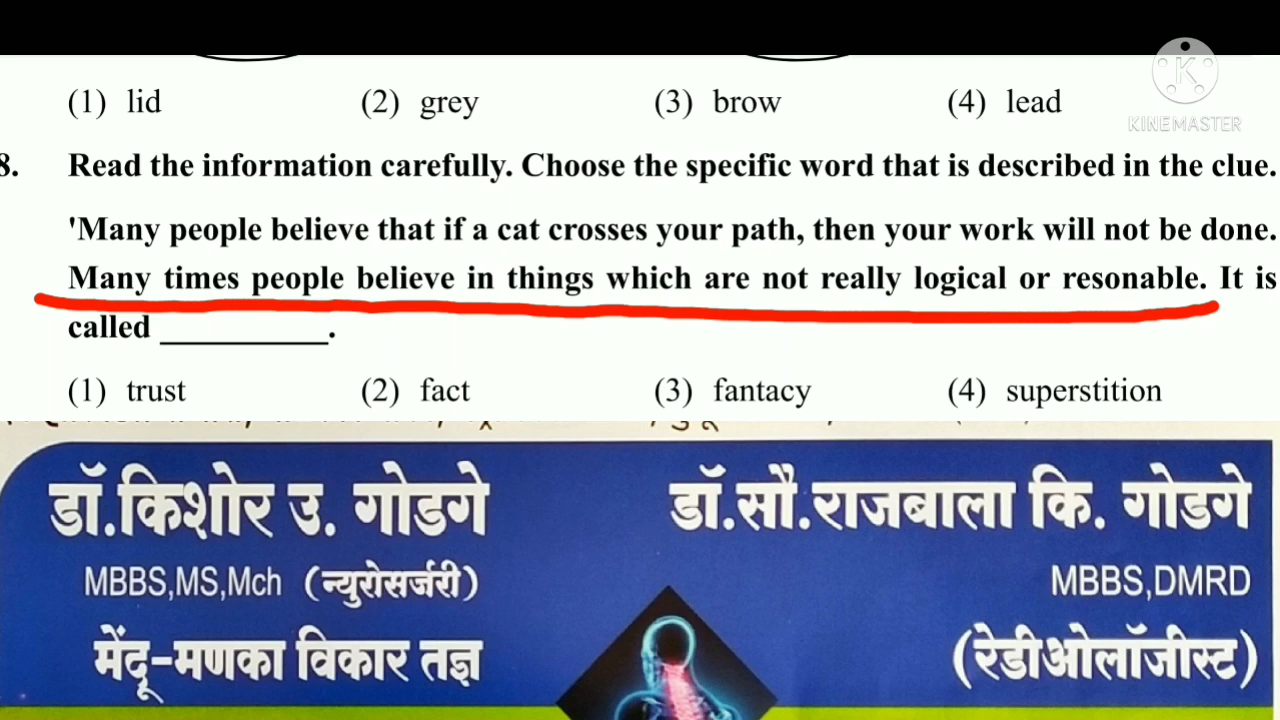 KINEMASTER
(1) lid (2) grey (3) brow (4) lead
8. Read the information carefully. Choose the specific word that is described in the clue.
'Many people believe that if a cat crosses your path, then your work will not be done.
Many times people believe in things which are not really logical or resonable. It is
called __________.
(1) trust (2) fact (3) fantacy (4) superstition
डॉ.किशोर उ. गोडगे डॉ.सौ.राजबाला कि. गोडगे
MBBS,MS,Mch (न्युरोसर्जरी) MBBS,DMRD
मेंदू-मणका विकार तज्ञ (रेडीओलॉजीस्ट)